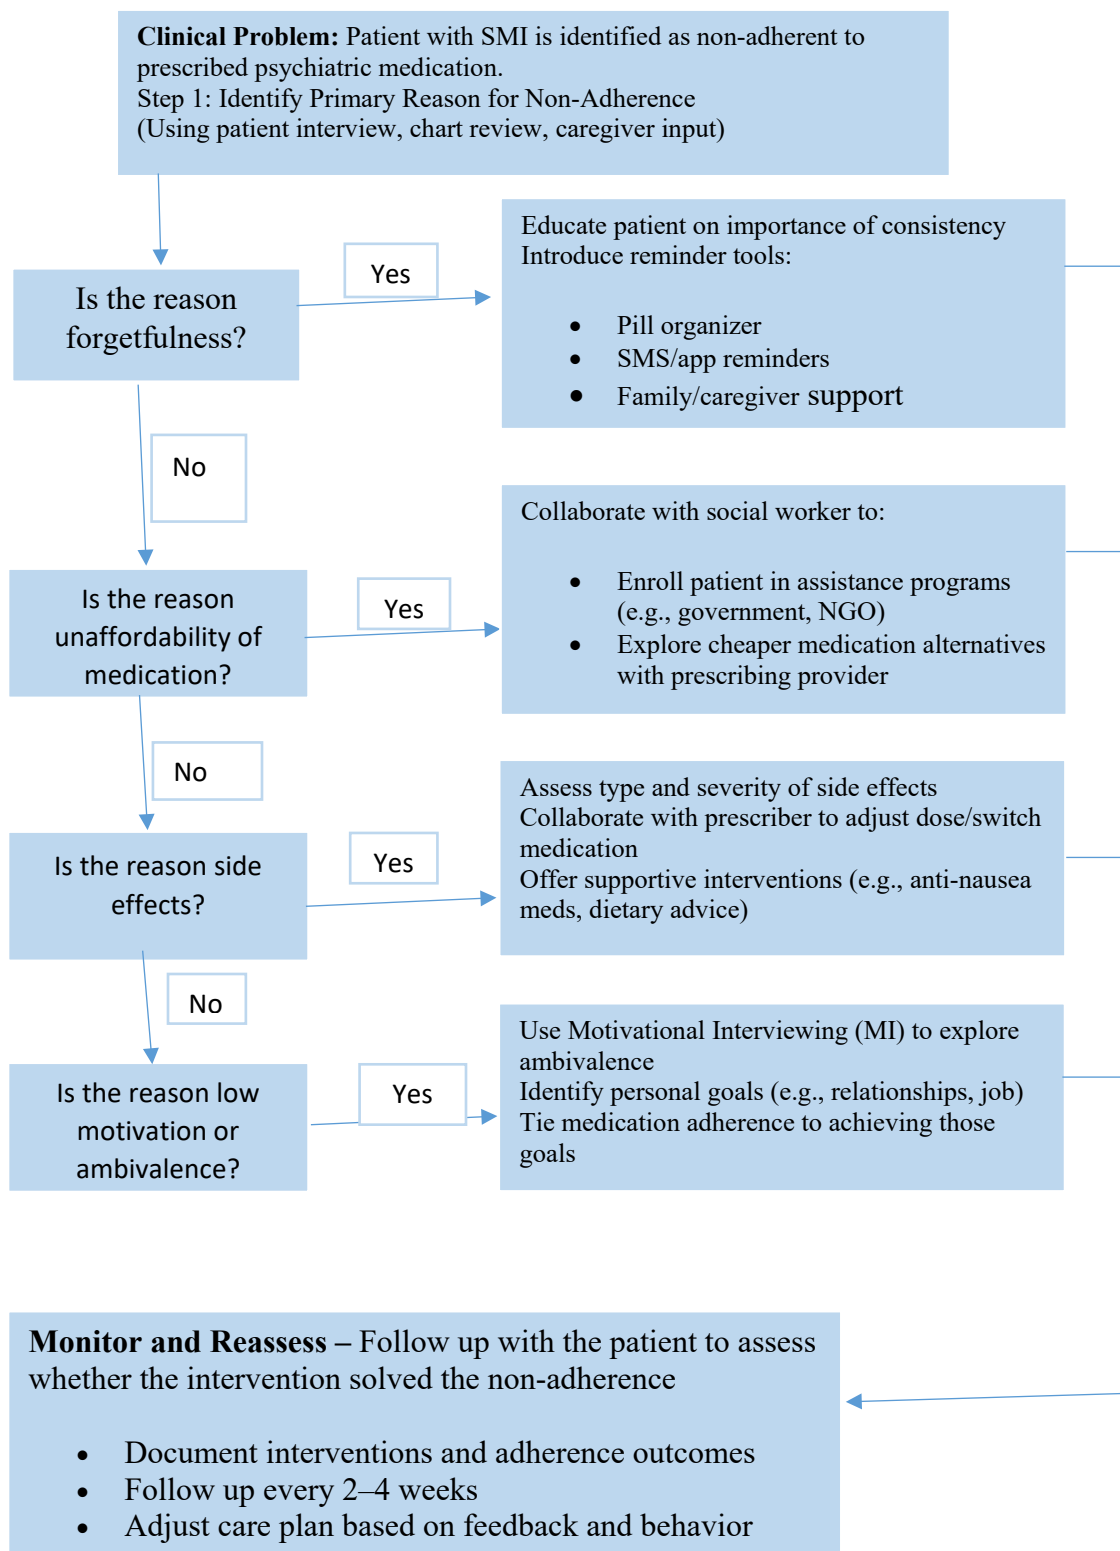 Clinical Problem: Patient with SMI is identified as non-adherent to
prescribed psychiatric medication.
Step 1: Identify Primary Reason for Non-Adherence
(Using patient interview, chart review, caregiver input)
Is the reason
forgetfulness?
Yes
Educate patient on importance of consistency
Introduce reminder tools:
• Pill organizer
• SMS/app reminders
• Family/caregiver support
No
Is the reason
unaffordability of
medication?
Yes
Collaborate with social worker to:
• Enroll patient in assistance programs
(e.g., government, NGO)
• Explore cheaper medication alternatives
with prescribing provider
No
Is the reason side
effects?
Yes
Assess type and severity of side effects
Collaborate with prescriber to adjust dose/switch
medication
Offer supportive interventions (e.g., anti-nausea
meds, dietary advice)
No
Is the reason low
motivation or
ambivalence?
Yes
Use Motivational Interviewing (MI) to explore
ambivalence
Identify personal goals (e.g., relationships, job)
Tie medication adherence to achieving those
goals
Monitor and Reassess – Follow up with the patient to assess
whether the intervention solved the non-adherence
• Document interventions and adherence outcomes
• Follow up every 2–4 weeks
• Adjust care plan based on feedback and behavior